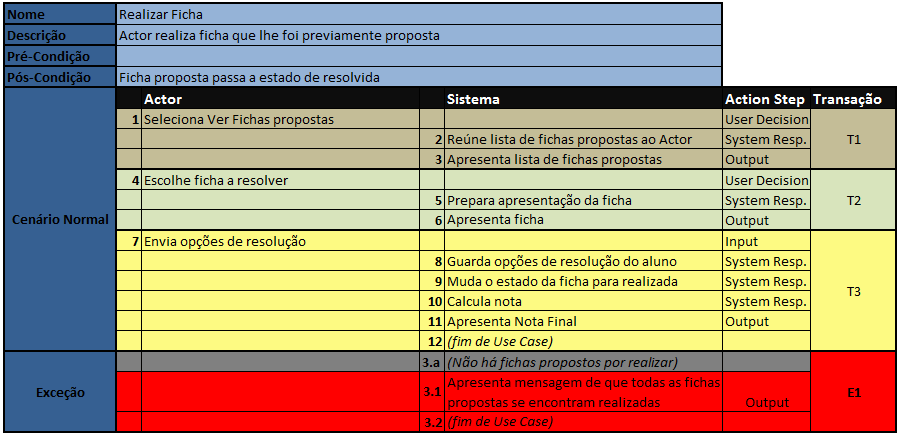 Nome Realizar Ficha
Descrição Actor realiza ficha que lhe foi previamente proposta
Pré-Condição
Pós-Condição Ficha proposta passa a estado de resolvida
Actor Sistema Action Step Transação
1 Seleciona Ver Fichas propostas User Decision
2 Reúne lista de fichas propostas ao Actor System Resp. T1
3 Apresenta lista de fichas propostas Output
4 Escolhe ficha a resolver User Decision
5 Prepara apresentação da ficha System Resp. T2
Cenário Normal 6 Apresenta ficha Output
7 Envia opções de resolução Input
8 Guarda opções de resolução do aluno System Resp.
9 Muda o estado da ficha para realizada System Resp. T3
10 Calcula nota System Resp.
11 Apresenta Nota Final Output
12 (fim de Use Case)
3.a (Não há fichas propostos por realizar)
Exceção 3.1 Apresenta mensagem de que todas as fichas E1
propostas se encontram realizadas Output
3.2 (fim de Use Case)